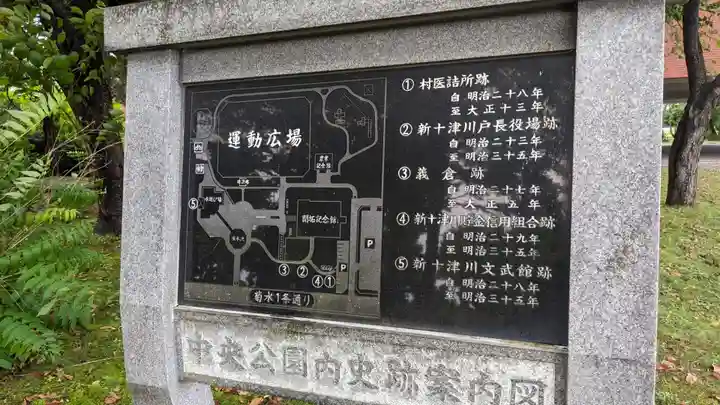 運動広場
開拓記念館
P
P
⑤
③②④①
菊水1条通り
①村医詰所跡
自 明治二十八年
至 大正十三年
②新十津川戸長役場跡
自 明治二十三年
至 明治三十五年
③義倉跡
自 明治二十七年
至 大正五年
④新十津川貯金信用組合跡
自 明治二十九年
至 明治三十五年
⑤新十津川文武館跡
自 明治二十八年
至 明治三十五年
中央公園内史跡案内図